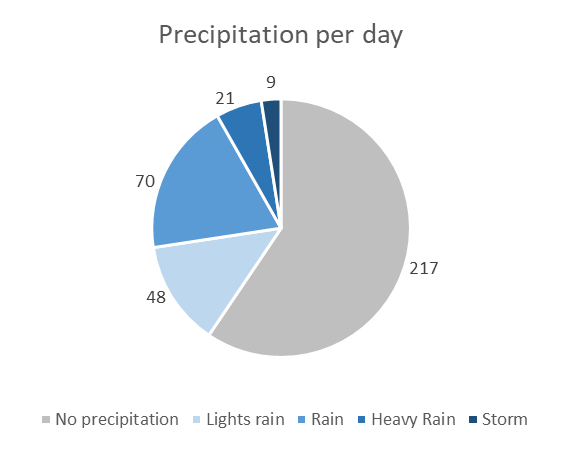 Precipitation per day
9
21
70
217
48
No precipitation Lights rain Rain Heavy Rain Storm